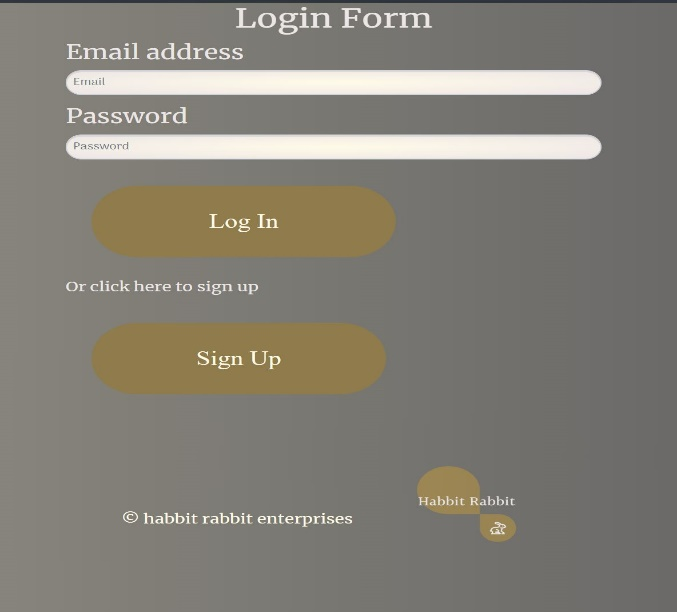 Login Form
Email address
Email
Password
Password
Log In
Or click here to sign up
Sign Up
Habbit Rabbit
© habbit rabbit enterprises